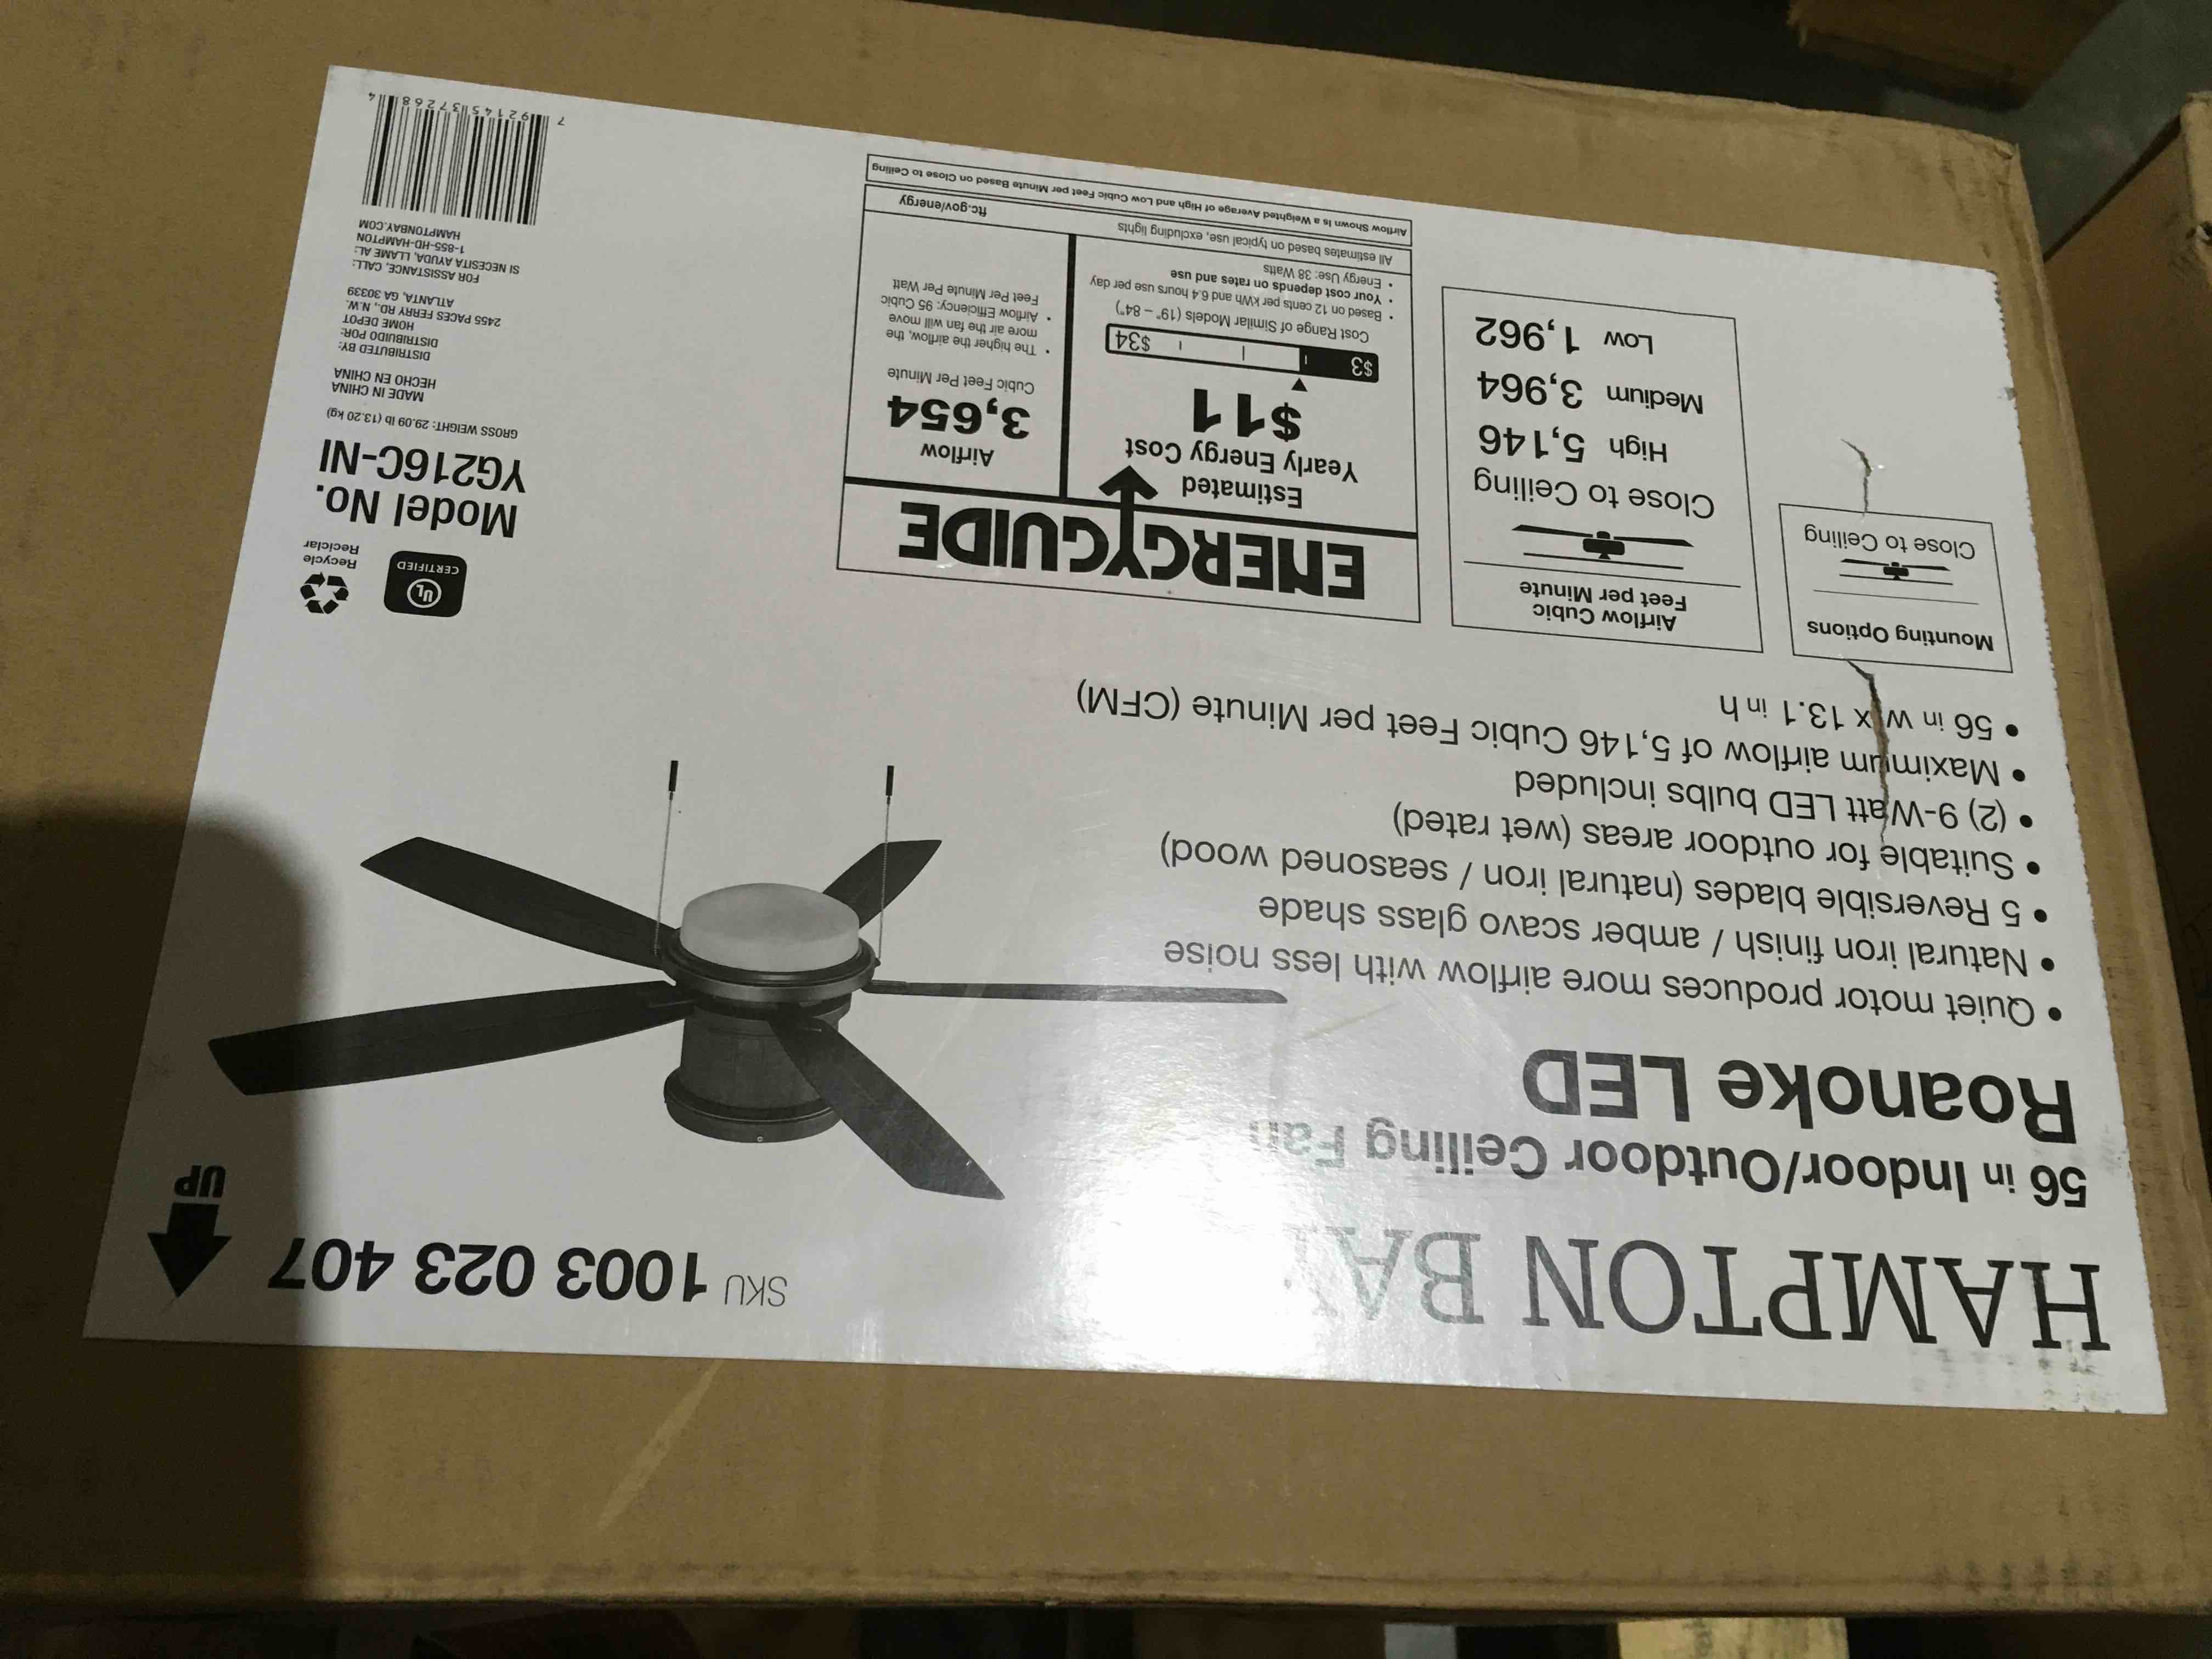 HAMPTON BAY
56 in Indoor/Outdoor Ceiling Fan
Roanoke LED
• Quiet motor produces more airflow with less noise
• Natural iron finish / amber scavo glass shade
• 5 Reversible blades (natural iron / seasoned wood)
• Suitable for outdoor areas (wet rated)
• (2) 9-Watt LED bulbs included
• Maximum airflow of 5,146 Cubic Feet per Minute (CFM)
• 56 in w x 13.1 in h
SKU 1003 023 407
UP
Mounting Options
Close to Ceiling
Airflow Cubic
Feet per Minute
Close to Ceiling
High 5,146
Medium 3,964
Low 1,962
ENERGYGUIDE
Estimated
Yearly Energy Cost
$11
$3
$34
Cost Range of Similar Models (19" – 84")
• Based on 12 cents per kWh and 6.4 hours use per day
• Your cost depends on rates and use
• Energy Use: 38 Watts
All estimates based on typical use, excluding lights
Airflow
3,654
Cubic Feet Per Minute
• The higher the airflow, the
more air the fan will move
• Airflow Efficiency: 95 Cubic
Feet Per Minute Per Watt
ftc.gov/energy
Airflow Shown Is a Weighted Average of High and Low Cubic Feet per Minute Based on Close to Ceiling
UL
CERTIFIED
Recycle
Reciclar
Model No.
YG216C-NI
GROSS WEIGHT: 29.09 lb (13.20 kg)
MADE IN CHINA
HECHO EN CHINA
DISTRIBUTED BY:
DISTRIBUIDO POR:
HOME DEPOT
2455 PACES FERRY RD., N.W.
ATLANTA, GA 30339
FOR ASSISTANCE, CALL:
SI NECESITA AYUDA, LLAME AL:
1-855-HD-HAMPTON
HAMPTONBAY.COM
7 92145 37268 4